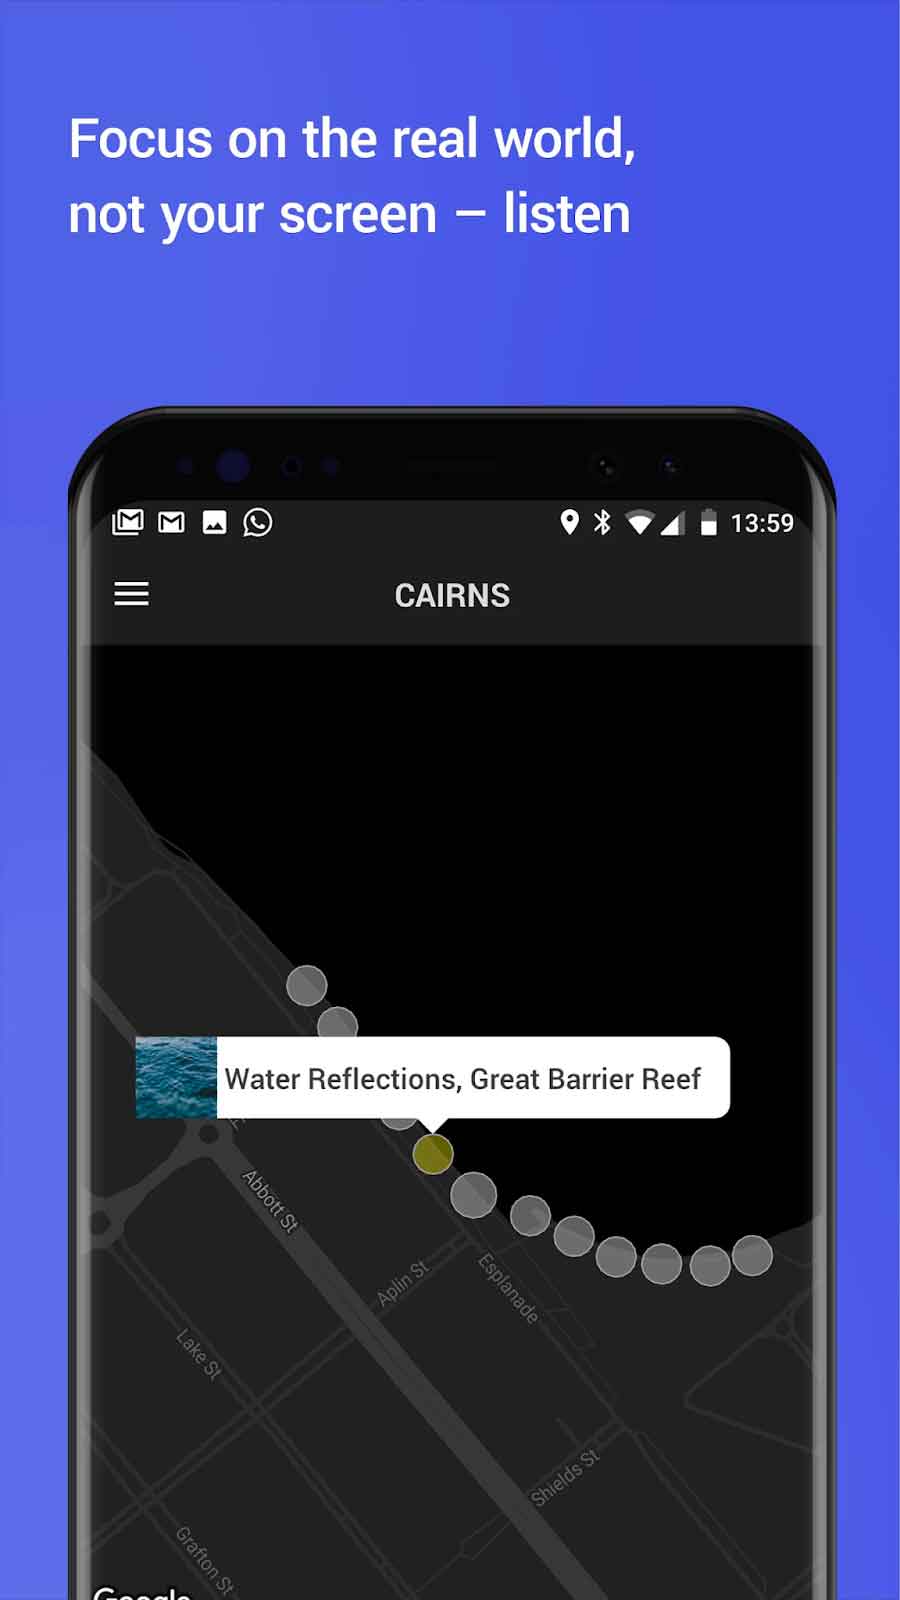 Focus on the real world,
not your screen – listen
13:59
CAIRNS
Water Reflections, Great Barrier Reef
Abbott St
Aplin St
Esplanade
Lake St
Shields St
Grafton St
Google